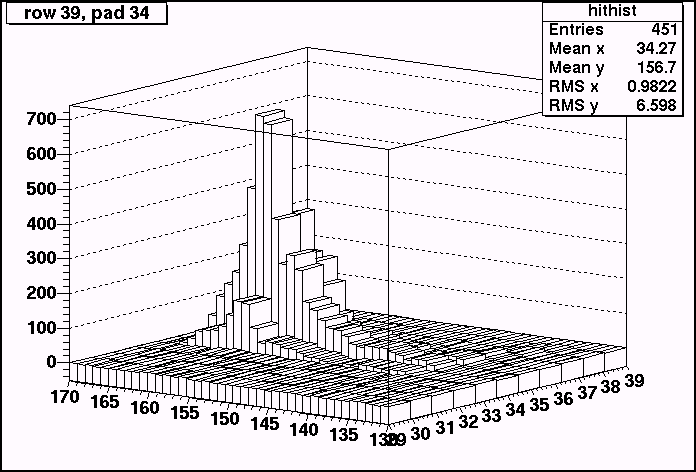 row 39, pad 34
hithist
Entries 451
Mean x 34.27
Mean y 156.7
RMS x 0.9822
RMS y 6.598
700
600
500
400
300
200
100
0
170 165 160 155 150 145 140 135 130
29 30 31 32 33 34 35 36 37 38 39